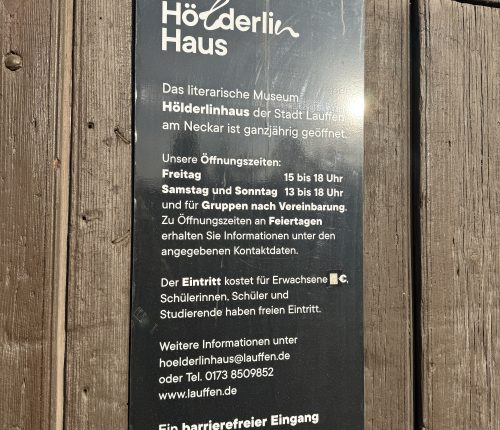 Hölderlin
Haus
Das literarische Museum
Hölderlinhaus der Stadt Lauffen
am Neckar ist ganzjährig geöffnet.
Unsere Öffnungszeiten:
Freitag 15 bis 18 Uhr
Samstag und Sonntag 13 bis 18 Uhr
und für Gruppen nach Vereinbarung.
Zu Öffnungszeiten an Feiertagen
erhalten Sie Informationen unter den
angegebenen Kontaktdaten.
Der Eintritt kostet für Erwachsene €,
Schülerinnen, Schüler und
Studierende haben freien Eintritt.
Weitere Informationen unter
hoelderlinhaus@lauffen.de
oder Tel. 0173 8509852
www.lauffen.de
Ein barrierefreier Eingang